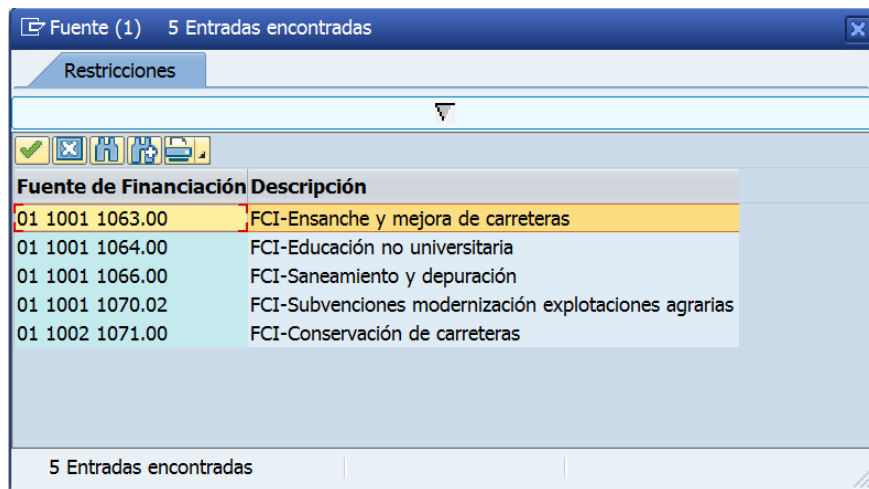 Fuente (1) 5 Entradas encontradas
Restricciones
Fuente de Financiación Descripción
01 1001 1063.00 FCI-Ensanche y mejora de carreteras
01 1001 1064.00 FCI-Educación no universitaria
01 1001 1066.00 FCI-Saneamiento y depuración
01 1001 1070.02 FCI-Subvenciones modernización explotaciones agrarias
01 1002 1071.00 FCI-Conservación de carreteras
5 Entradas encontradas